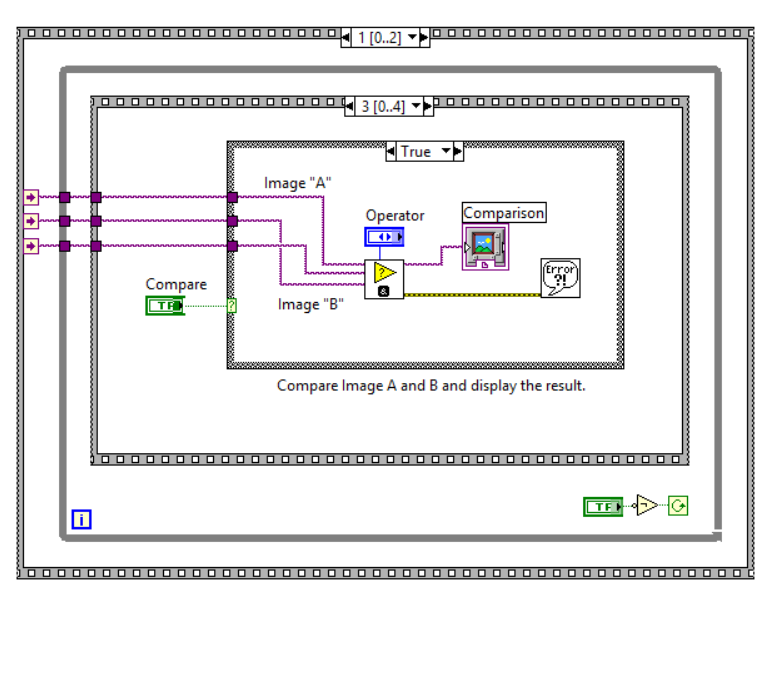 1 [0..2]
3 [0..4]
True
Image "A"
Operator
Comparison
?
Error
?!
&
Compare
TF
?
Image "B"
Compare Image A and B and display the result.
TF
i